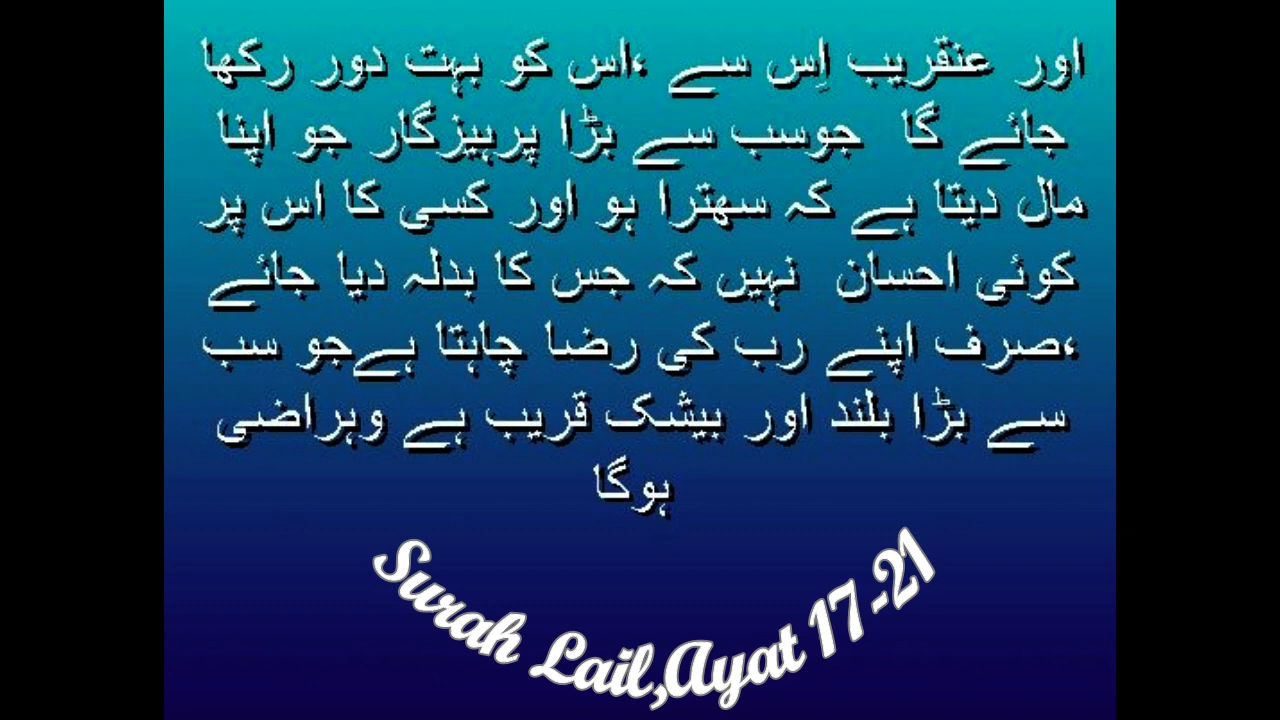 اور عنقریب اِس سے ،اس کو بہت دور رکھا
جائے گا جوسب سے بڑا پرہیزگار جو اپنا
مال دیتا ہے کہ سھترا ہو اور کسی کا اس پر
کوئی احسان نہیں کہ جس کا بدلہ دیا جائے
،صرف اپنے رب کی رضا چاہتا ہےجو سب
سے بڑا بلند اور بیشک قریب ہے وہراضی
ہوگا
Surah Lail,Ayat 17-21